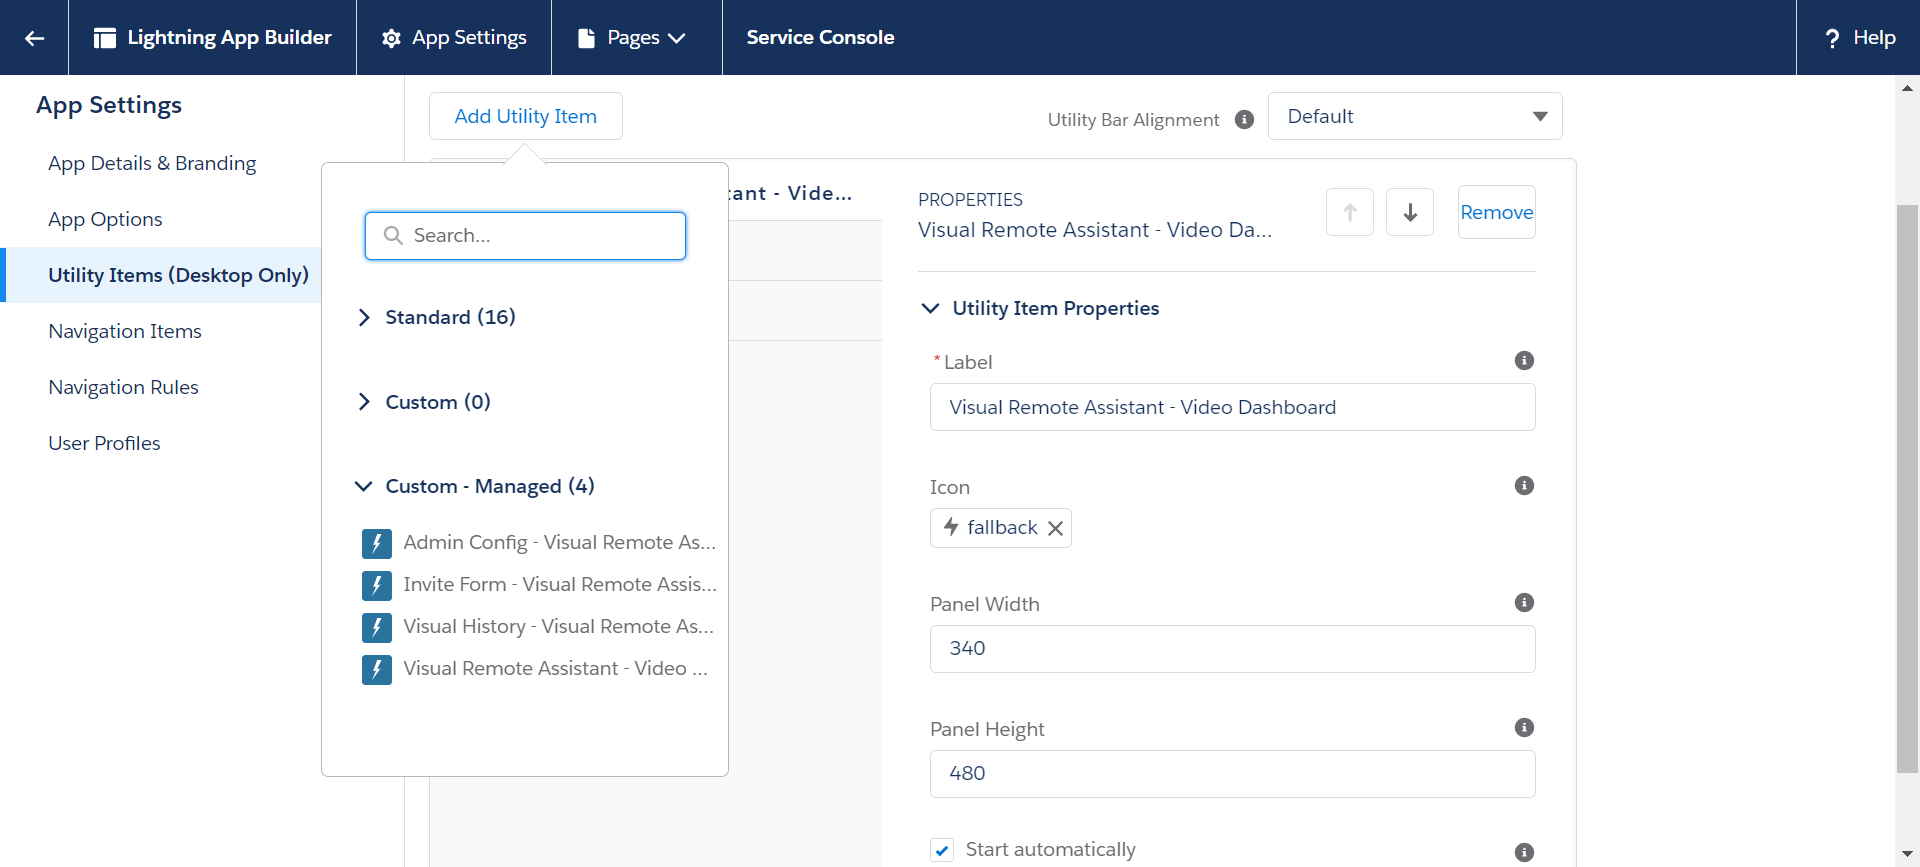 Lightning App Builder
App Settings
Pages
Service Console
? Help
App Settings
App Details & Branding
App Options
Utility Items (Desktop Only)
Navigation Items
Navigation Rules
User Profiles
Add Utility Item
Utility Bar Alignment
Default
Search...
Standard (16)
Custom (0)
Custom - Managed (4)
Admin Config - Visual Remote As...
Invite Form - Visual Remote Assis...
Visual History - Visual Remote As...
Visual Remote Assistant - Video ...
tant - Vide...
PROPERTIES
Visual Remote Assistant - Video Da...
Remove
Utility Item Properties
*Label
Visual Remote Assistant - Video Dashboard
Icon
fallback
Panel Width
340
Panel Height
480
Start automatically